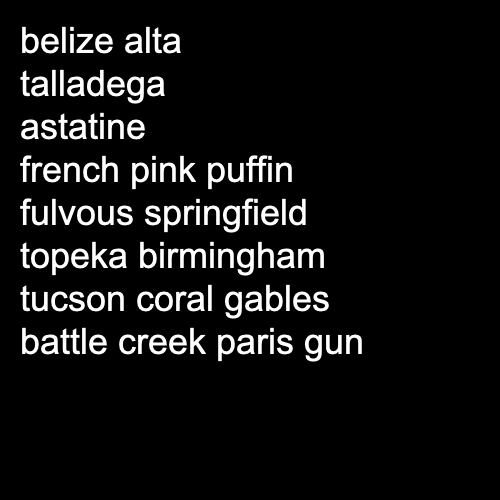 belize alta
talladega
astatine
french pink puffin
fulvous springfield
topeka birmingham
tucson coral gables
battle creek paris gun